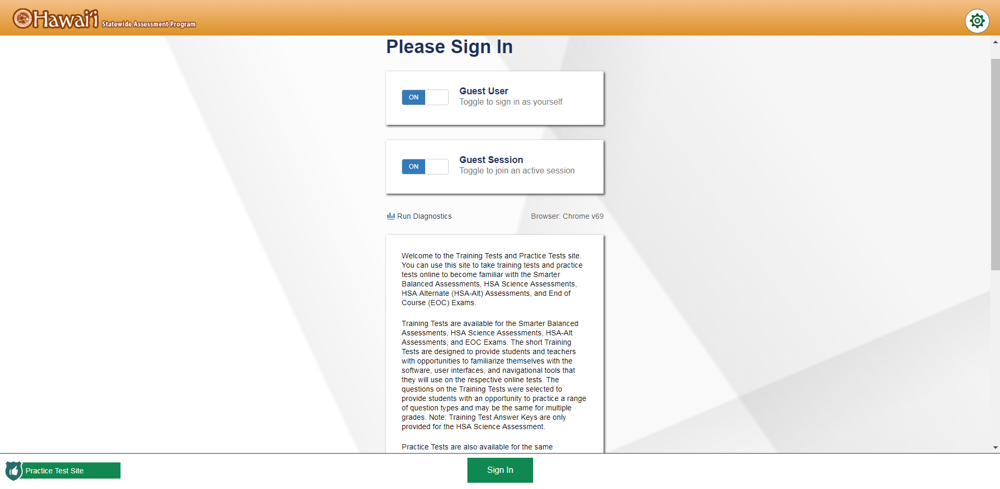 Hawai'i Statewide Assessment Program
Please Sign In
ON
Guest User
Toggle to sign in as yourself
ON
Guest Session
Toggle to join an active session
Run Diagnostics
Browser: Chrome v69
Welcome to the Training Tests and Practice Tests site.
You can use this site to take training tests and practice
tests online to become familiar with the Smarter
Balanced Assessments, HSA Science Assessments,
HSA Alternate (HSA-Alt) Assessments, and End of
Course (EOC) Exams.
Training Tests are available for the Smarter Balanced
Assessments, HSA Science Assessments, HSA-Alt
Assessments, and EOC Exams. The short Training
Tests are designed to provide students and teachers
with opportunities to familiarize themselves with the
software, user interfaces, and navigational tools that
they will use on the respective online tests. The
questions on the Training Tests were selected to
provide students with an opportunity to practice a range
of question types and may be the same for multiple
grades. Note: Training Test Answer Keys are only
provided for the HSA Science Assessment.
Practice Tests are also available for the same
Practice Test Site
Sign In